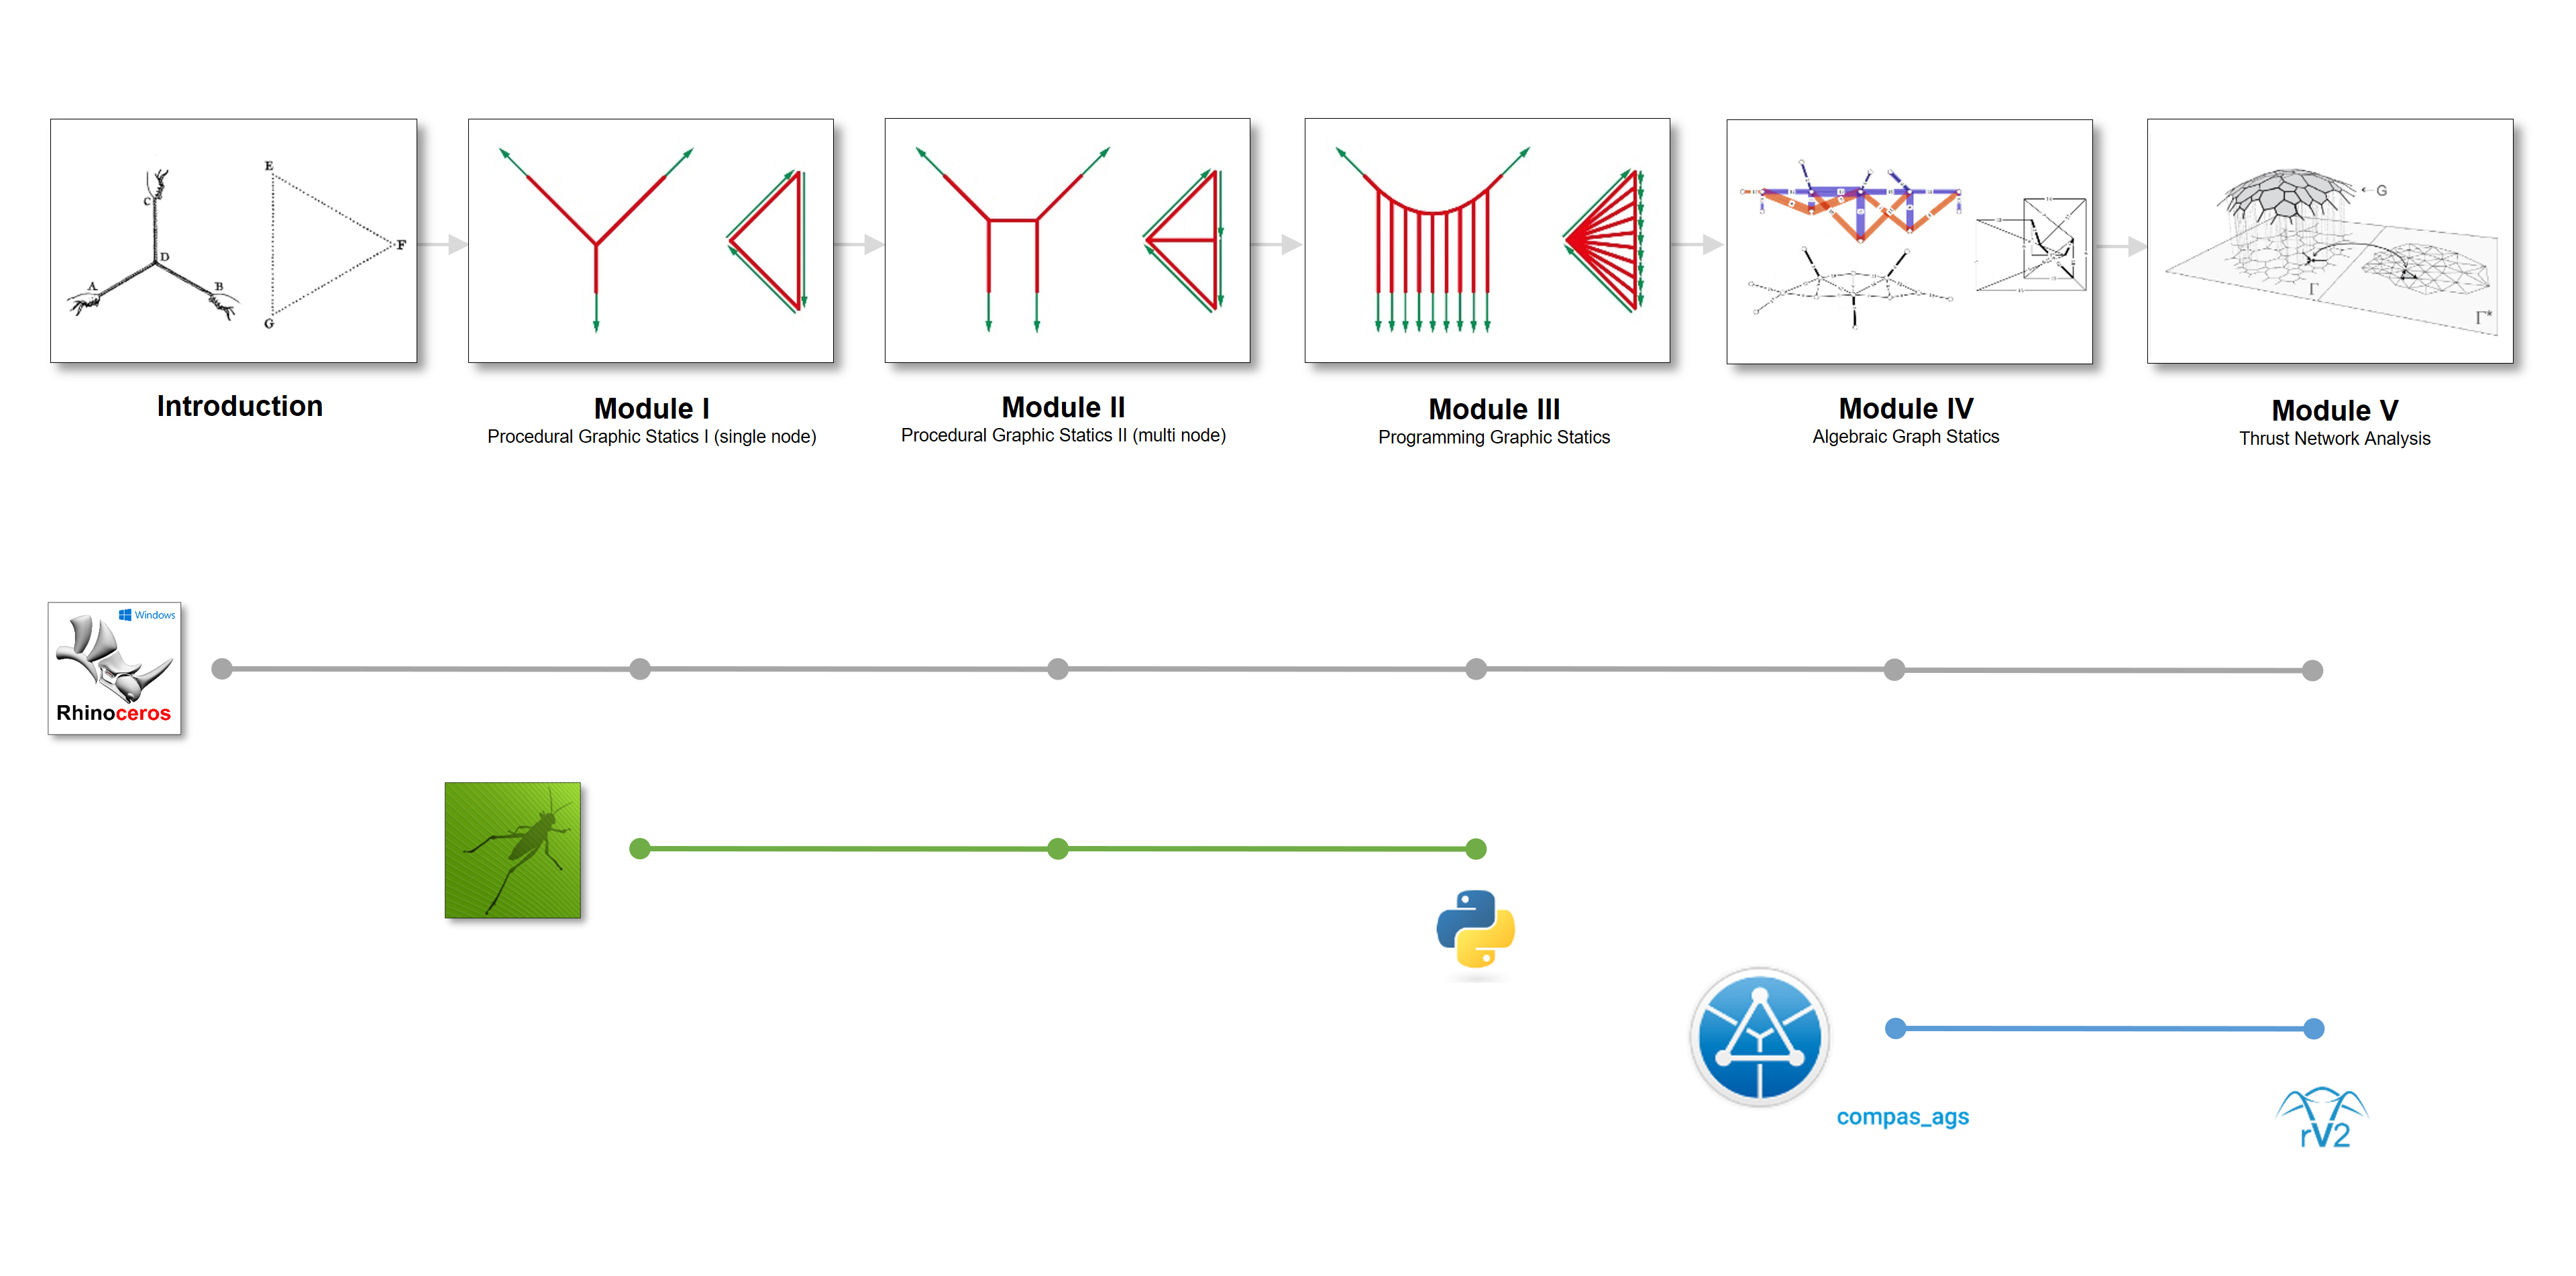 E
C
D
F
A
B
G
G
Γ
Γ*
Introduction
Module I
Procedural Graphic Statics I (single node)
Module II
Procedural Graphic Statics II (multi node)
Module III
Programming Graphic Statics
Module IV
Algebraic Graph Statics
Module V
Thrust Network Analysis
Windows
Rhinoceros
compas_ags
rV2